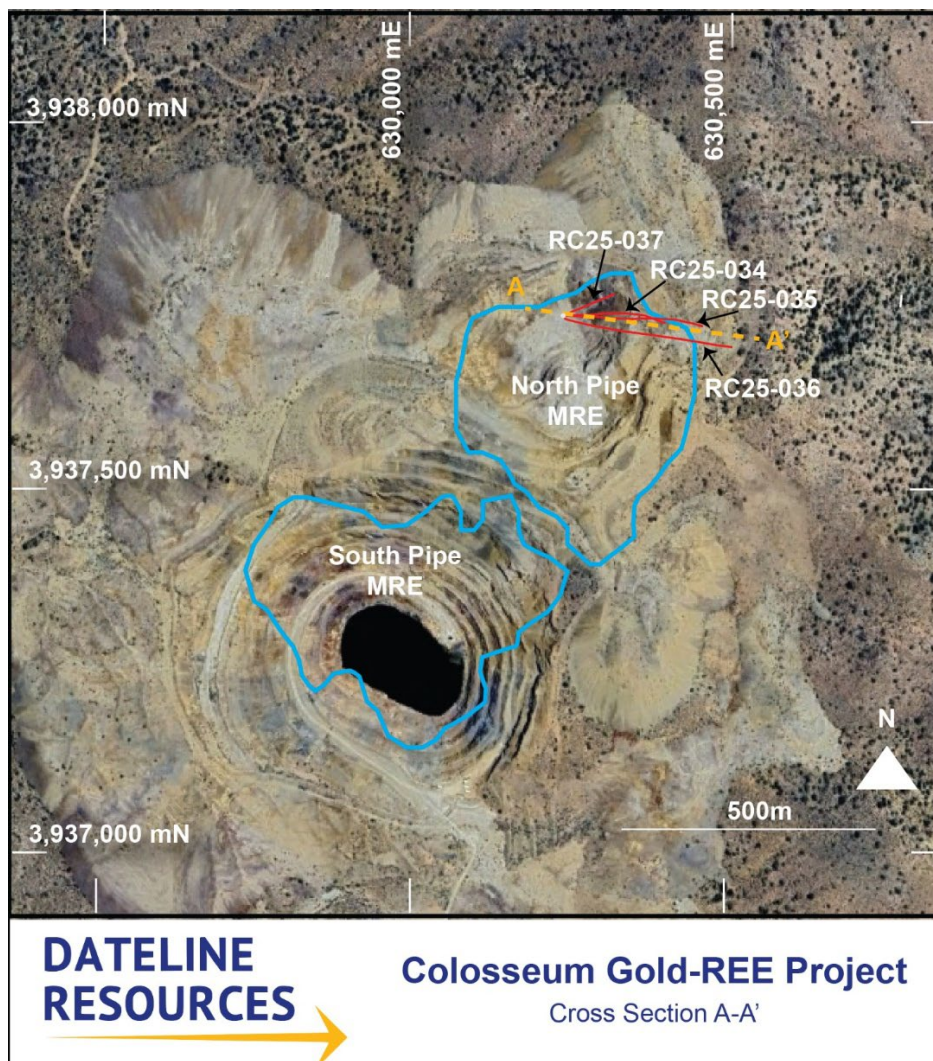 630,000 mE
630,500 mE
3,938,000 mN
RC25-037
RC25-034
A
RC25-035
A'
RC25-036
North Pipe
MRE
3,937,500 mN
South Pipe
MRE
N
500m
3,937,000 mN
DATELINE
RESOURCES
Colosseum Gold-REE Project
Cross Section A-A'